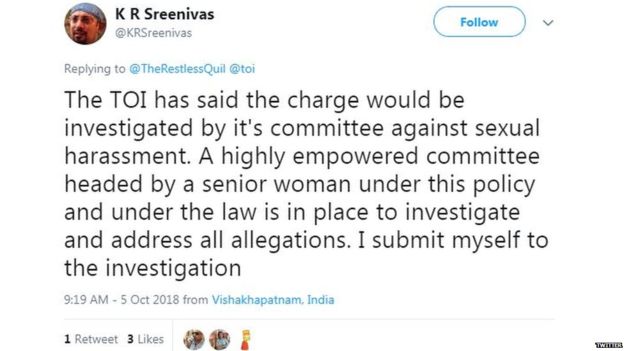 K R Sreenivas
@KRSreenivas
Follow
Replying to @TheRestlessQuil @toi
The TOI has said the charge would be
investigated by it's committee against sexual
harassment. A highly empowered committee
headed by a senior woman under this policy
and under the law is in place to investigate
and address all allegations. I submit myself to
the investigation
9:19 AM - 5 Oct 2018 from Vishakhapatnam, India
1 Retweet 3 Likes
TWITTER